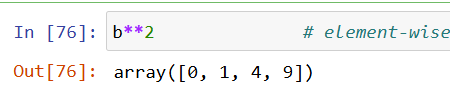 In [76]: b**2 # element-wise
Out[76]: array([0, 1, 4, 9])